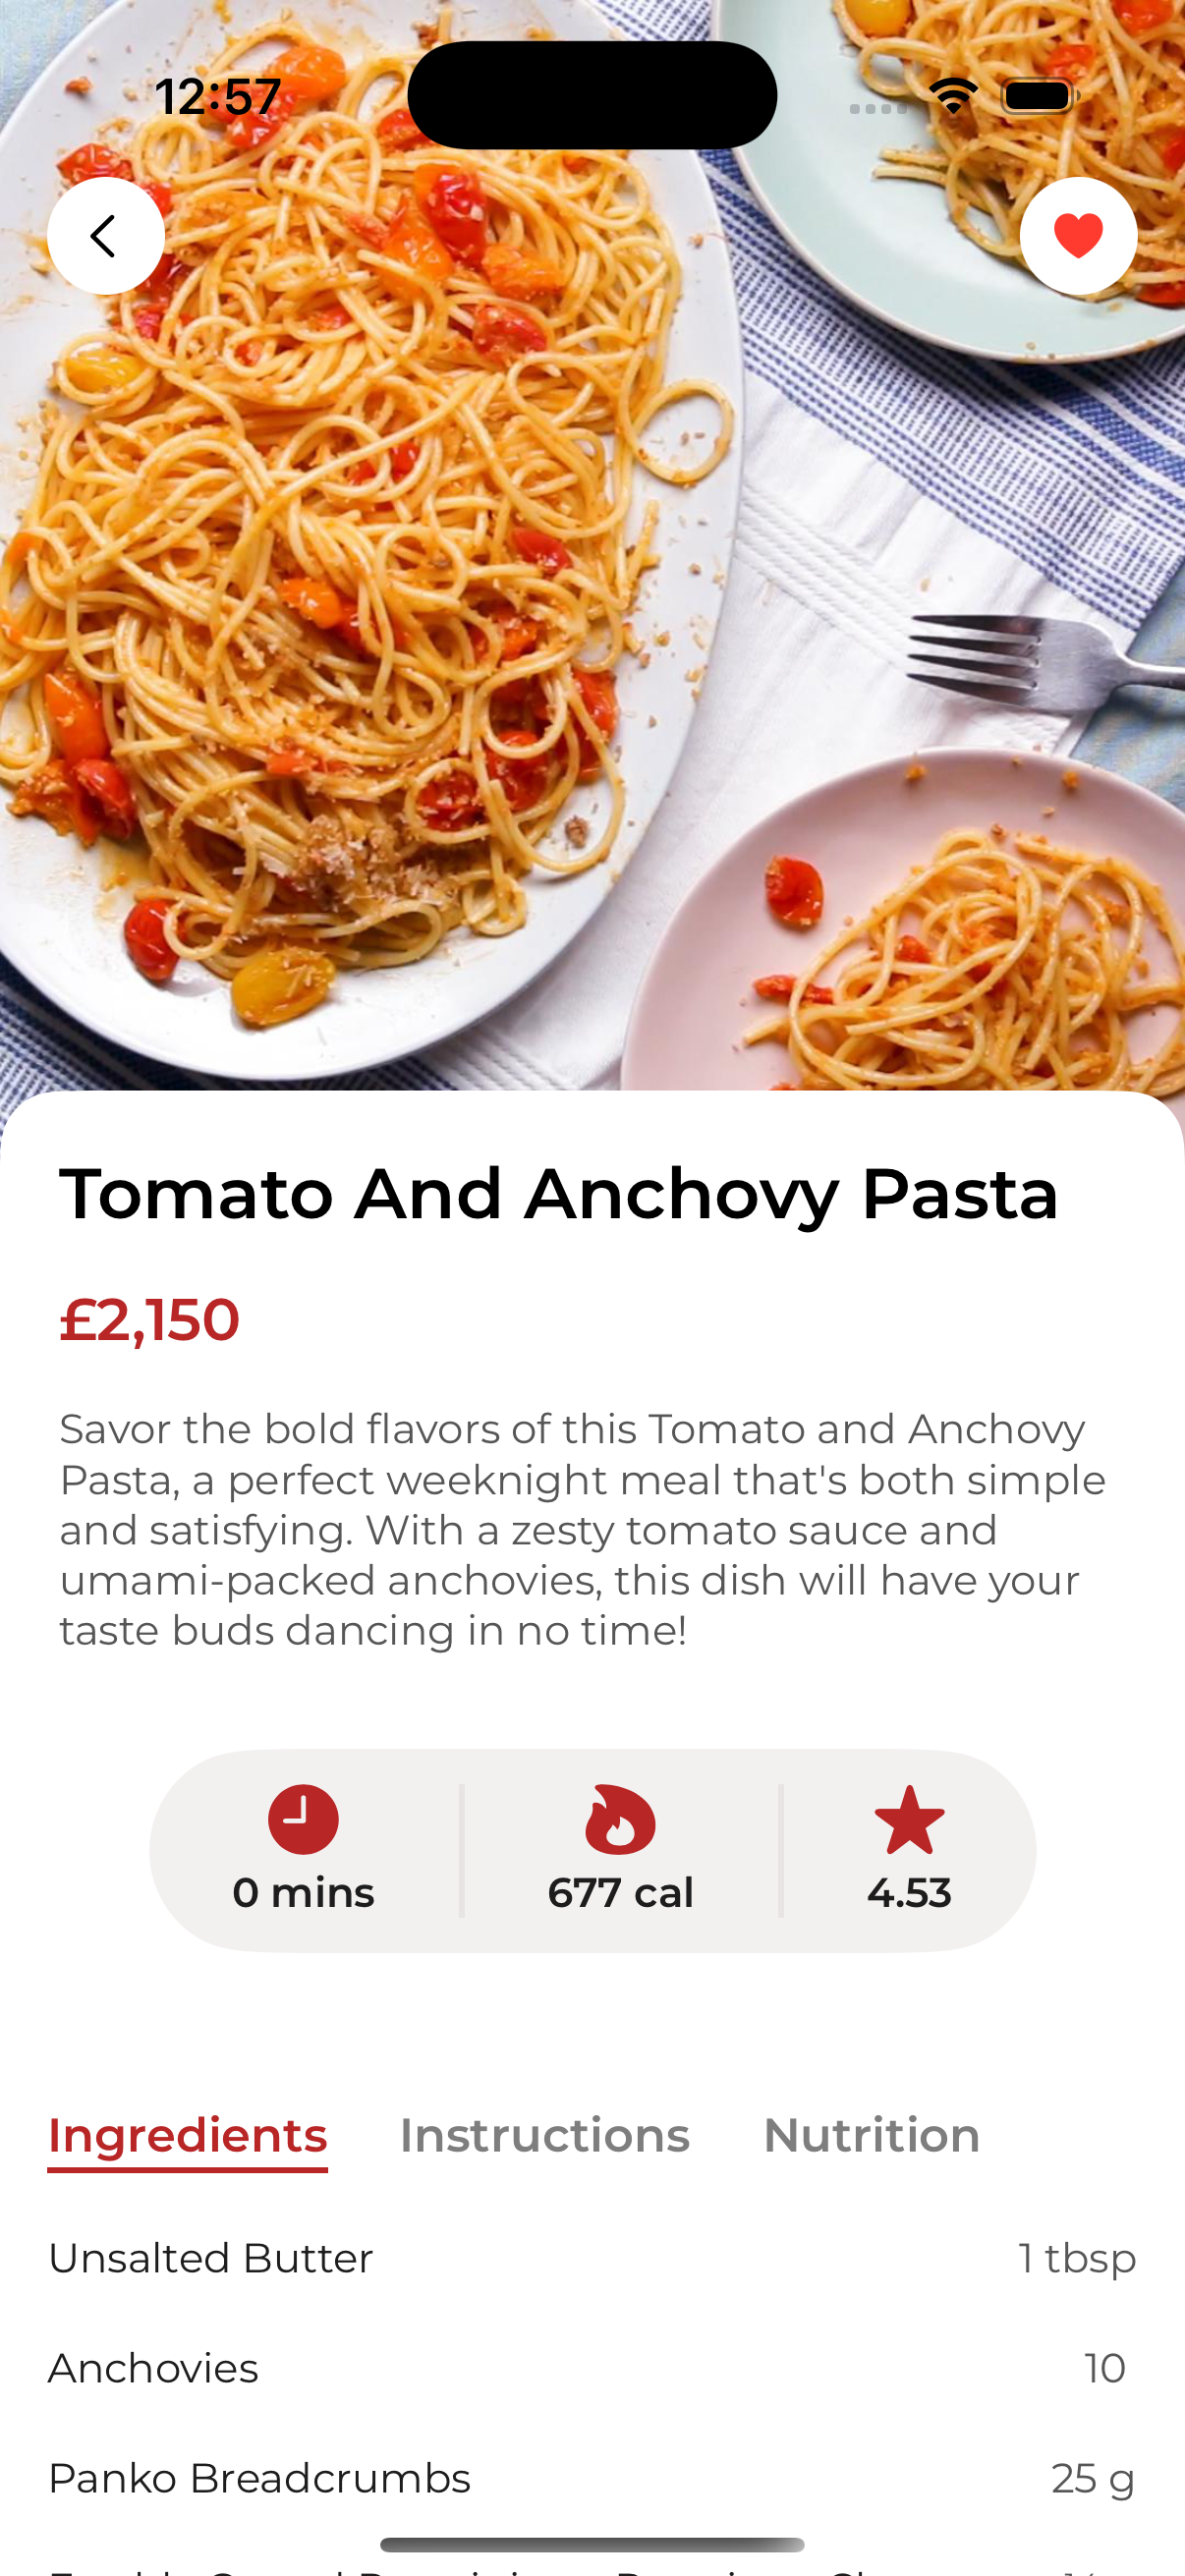 12:57
Tomato And Anchovy Pasta
£2,150
Savor the bold flavors of this Tomato and Anchovy
Pasta, a perfect weeknight meal that's both simple
and satisfying. With a zesty tomato sauce and
umami-packed anchovies, this dish will have your
taste buds dancing in no time!
0 mins
677 cal
4.53
Ingredients
Instructions
Nutrition
Unsalted Butter
1 tbsp
Anchovies
10
Panko Breadcrumbs
25 g